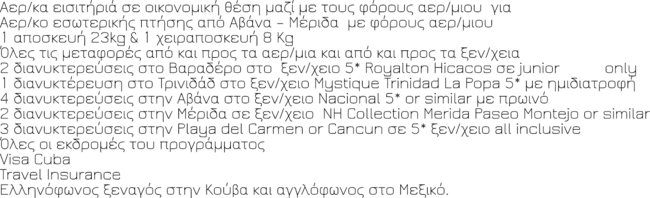 Αερ/κα εισιτήριά σε οικονομική θέση μαζί με τους φόρους αερ/μιου για
Αερ/κο εσωτερικής πτήσης από Αβάνα – Μέριδα με φόρους αερ/μιου
1 αποσκευή 23kg & 1 χειραποσκευή 8 Kg
Όλες τις μεταφορές από και προς τα αερ/μια και από και προς τα ξεν/χεια
2 διανυκτερεύσεις στο Βαραδέρο στο ξεν/χειο 5* Royalton Hicacos σε junior only
1 διανυκτέρευση στο Τρινιδάδ στο ξεν/χειο Mystique Trinidad La Popa 5* με ημιδιατροφή
4 διανυκτερεύσεις στην Αβάνα στο ξεν/χειο Nacional 5* or similar με πρωινό
2 διανυκτερεύσεις στην Μέριδα σε ξεν/χειο NH Collection Merida Paseo Montejo or similar
3 διανυκτερεύσεις στην Playa del Carmen or Cancun σε 5* ξεν/χειο all inclusive
Όλες οι εκδρομές του προγράμματος
Visa Cuba
Travel Insurance
Ελληνόφωνος ξεναγός στην Κούβα και αγγλόφωνος στο Μεξικό.